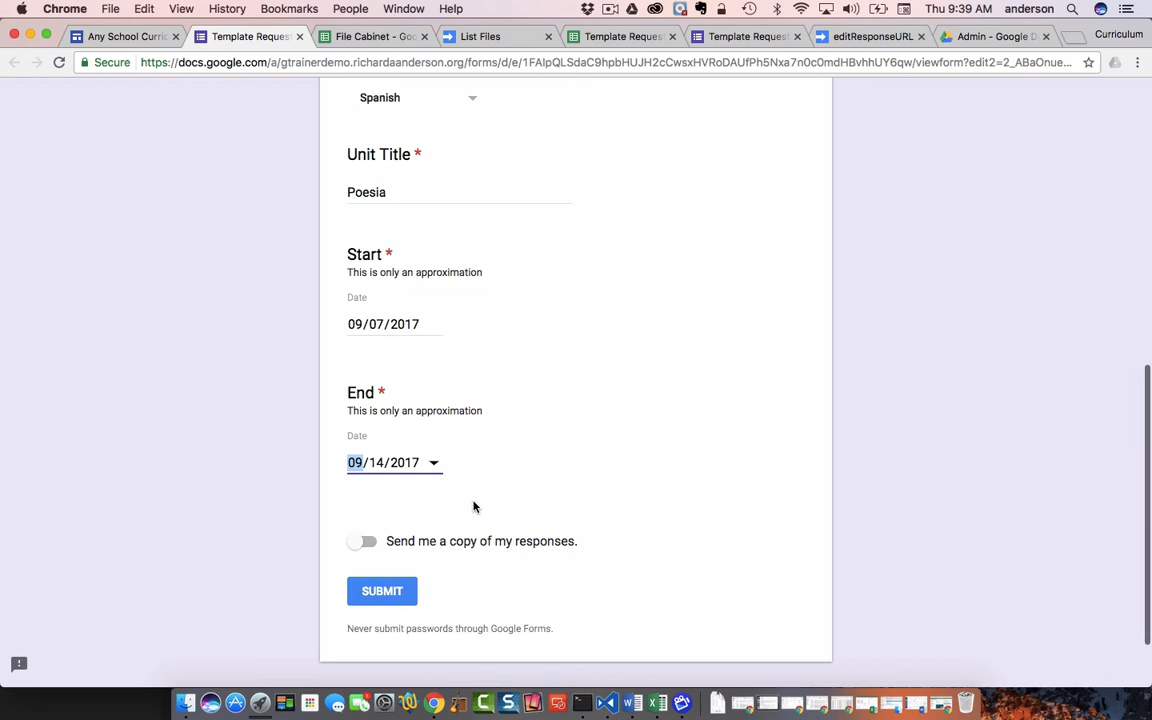 Chrome File Edit View History Bookmarks People Window Help Thu 9:39 AM anderson
Any School Curric Template Reques File Cabinet - Goo List Files Template Reques Template Reques editResponseURL Admin - Google D Curriculum
Secure https://docs.google.com/a/gtrainerdemo.richardaanderson.org/forms/d/e/1FAIpQLSdaC9hpbHUJH2cCwsxHVRoDAUfPh5Nxa7n0c0mdHBvhhUY6qw/viewform?edit2=2_ABaOnue...
Spanish
Unit Title *
Poesia
Start *
This is only an approximation
Date
09/07/2017
End *
This is only an approximation
Date
09/14/2017
Send me a copy of my responses.
SUBMIT
Never submit passwords through Google Forms.